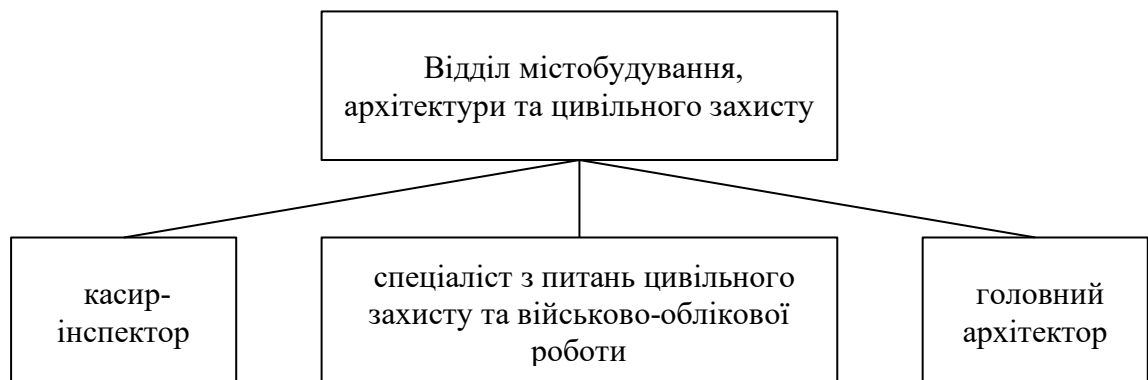 Відділ містобудування,
архітектури та цивільного захисту
касир-
інспектор
спеціаліст з питань цивільного
захисту та військово-облікової
роботи
головний
архітектор